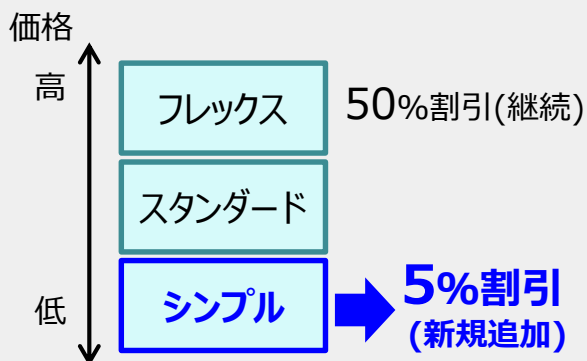 価格
高
フレックス 50%割引(継続)
スタンダード
低
シンプル 5%割引
(新規追加)